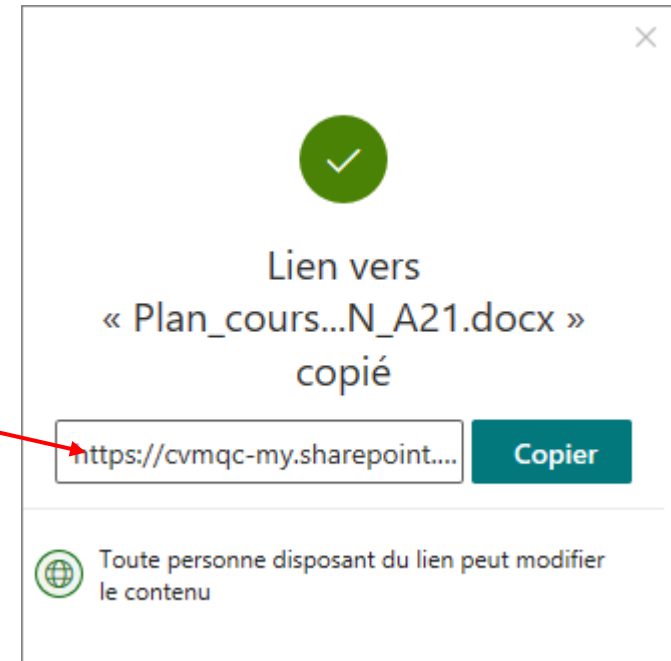 Lien vers
« Plan_cours...N_A21.docx »
copié
https://cvmqc-my.sharepoint....
Copier
Toute personne disposant du lien peut modifier
le contenu